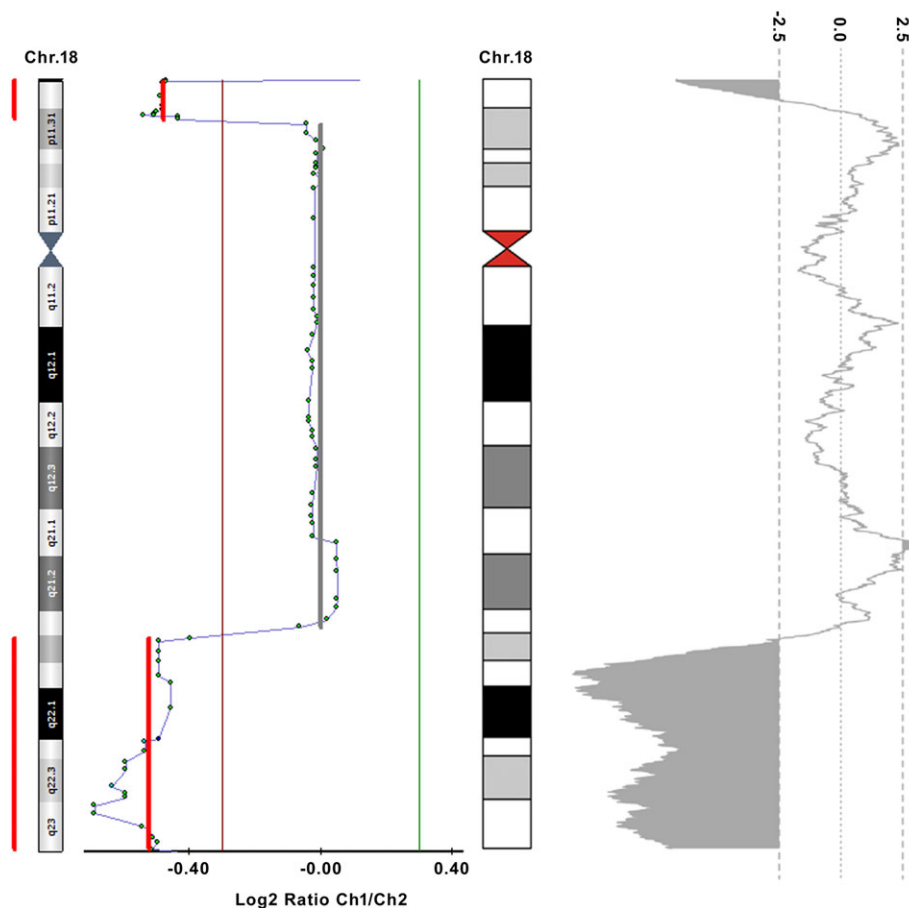 -2.5
0.0
2.5
Chr.18
Chr.18
p11.31
p11.21
q11.2
q12.1
q12.2
q12.3
q21.1
q21.2
q22.1
q22.3
q23
-0.40
-0.00
0.40
Log2 Ratio Ch1/Ch2